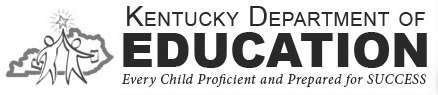 KENTUCKY DEPARTMENT OF
EDUCATION
Every Child Proficient and Prepared for SUCCESS